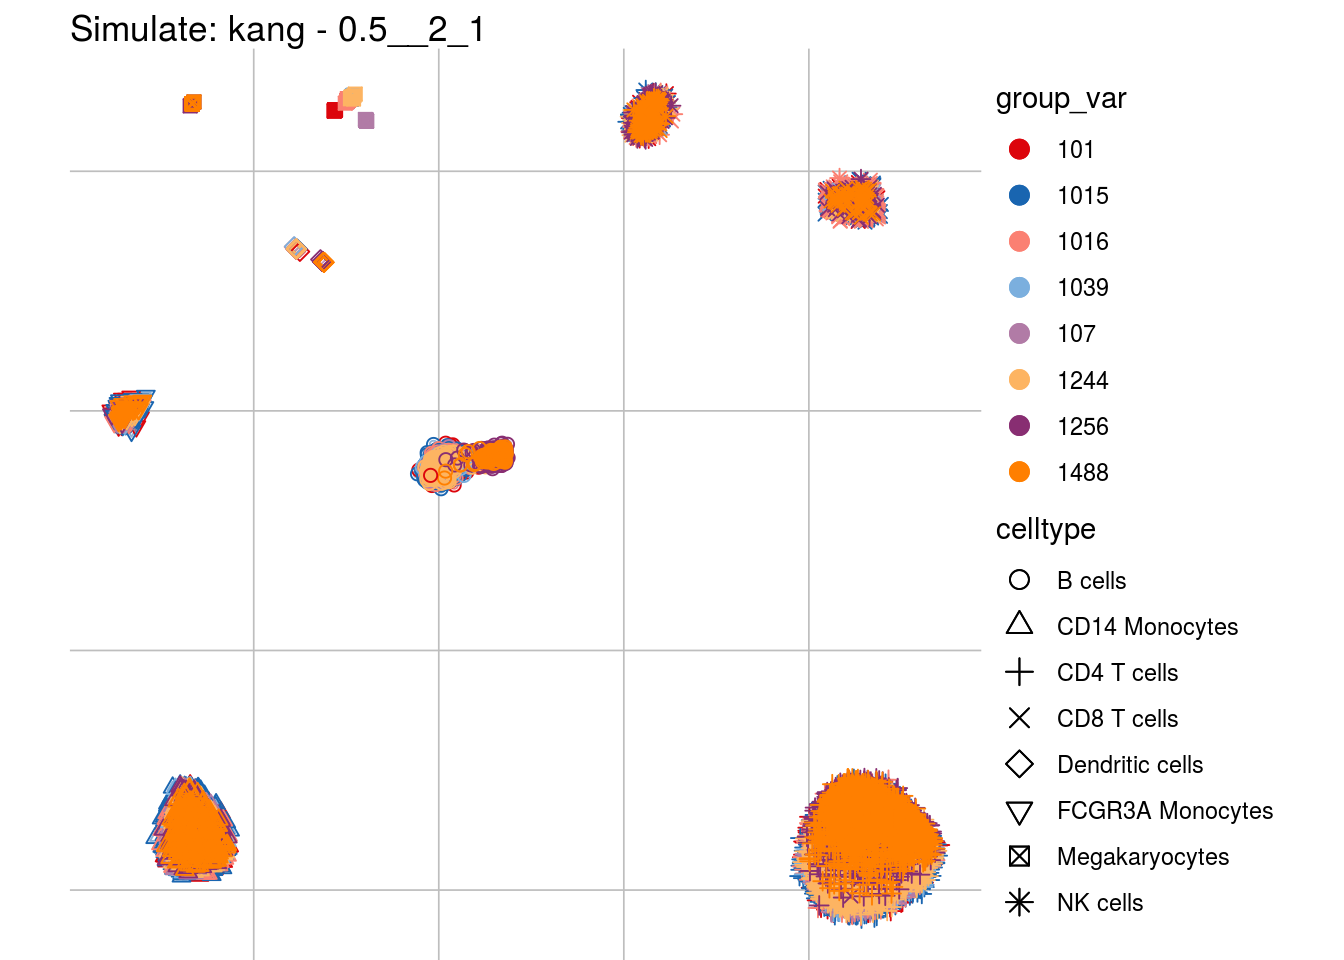 Simulate: kang - 0.5__2_1
group_var
101
1015
1016
1039
107
1244
1256
1488
celltype
B cells
CD14 Monocytes
CD4 T cells
CD8 T cells
Dendritic cells
FCGR3A Monocytes
Megakaryocytes
NK cells